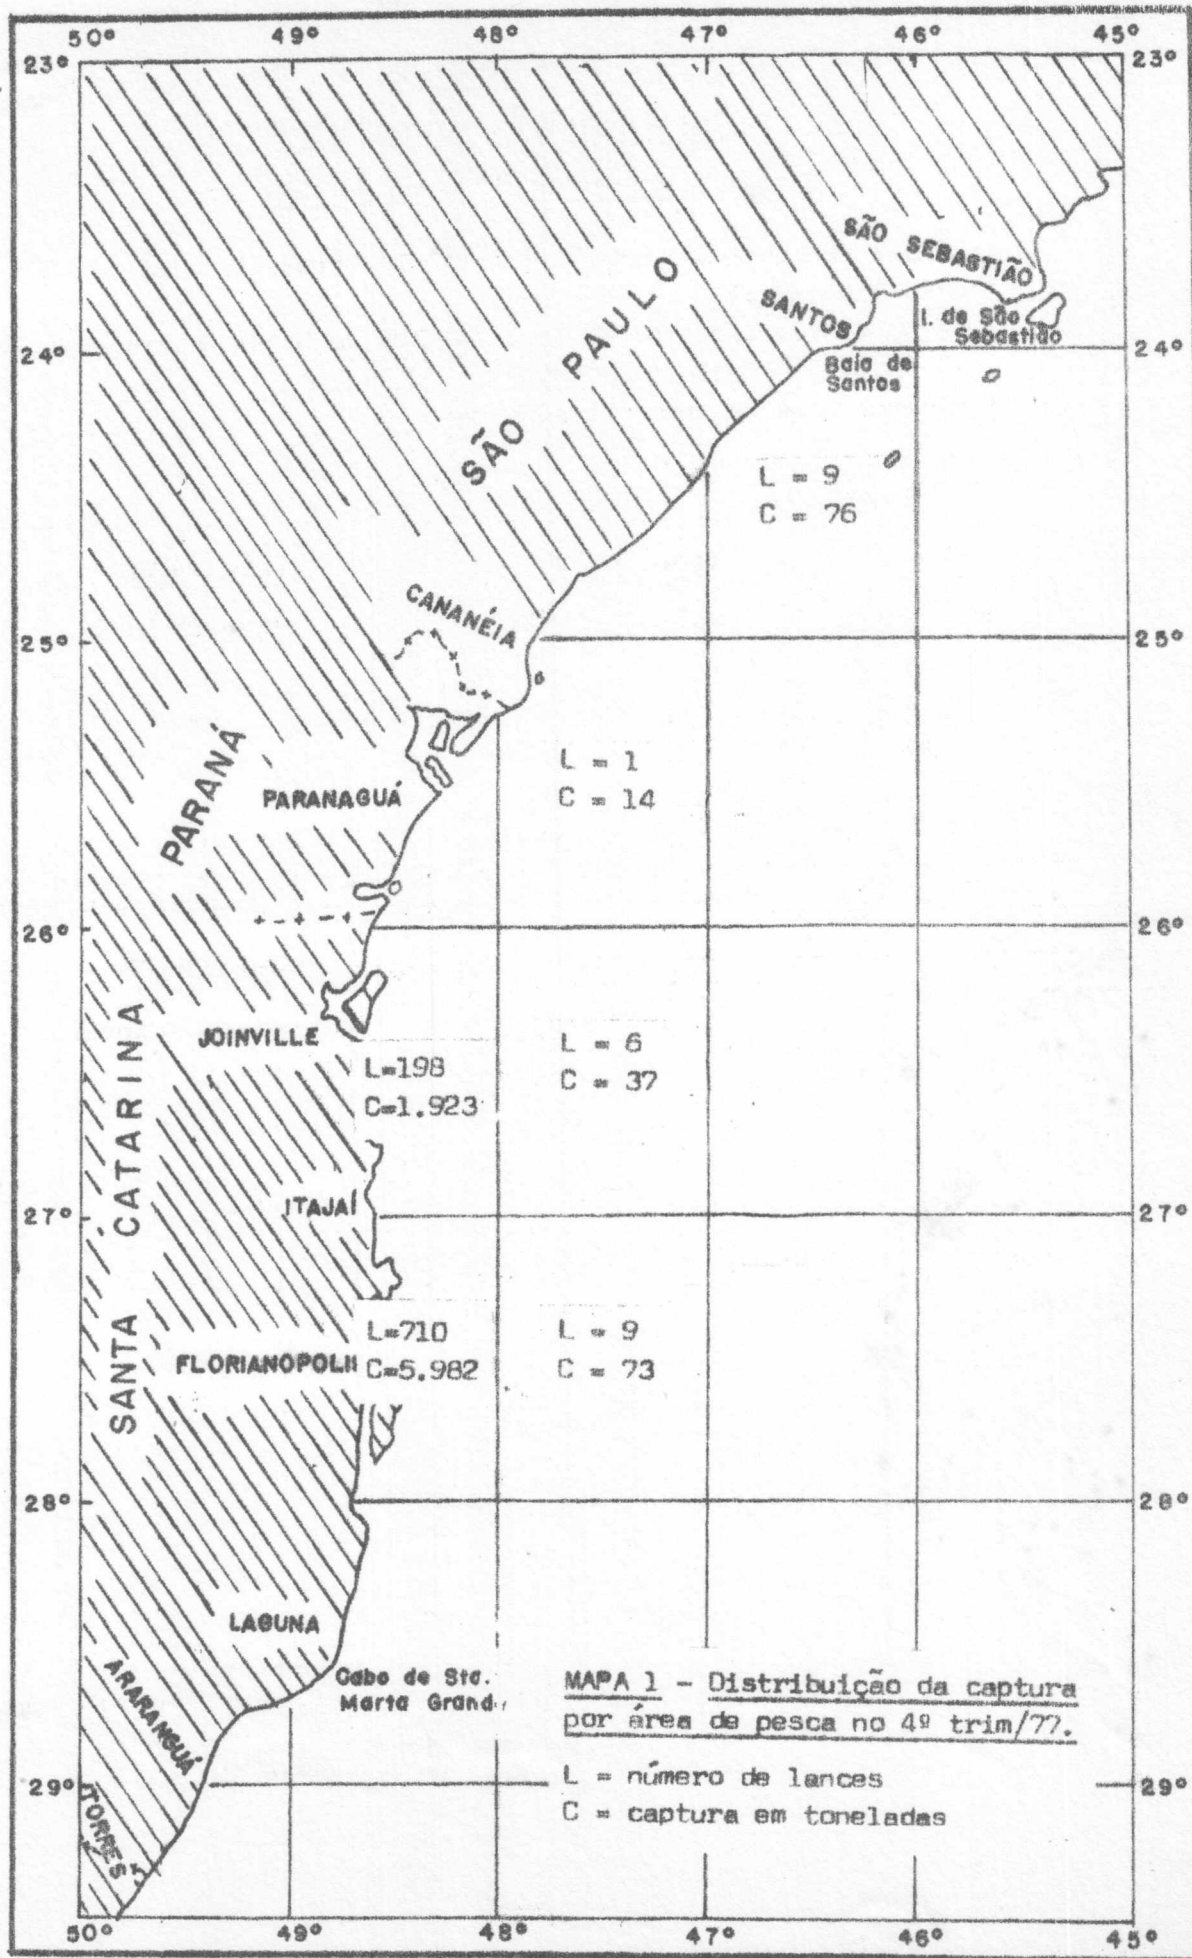 50° 49° 48° 47° 46° 45°
23° 23°
SÃO SEBASTIÃO
SÃO PAULO
SANTOS
I. de São
Sebastião
24° 24°
Baia de
Santos
L = 9
C = 76
CANANÉIA
25° 25°
PARANÁ
L = 1
C = 14
PARANAGUÁ
26° 26°
SANTA CATARINA
JOINVILLE
L=198
C=1.923
L = 6
C = 37
ITAJAÍ
27° 27°
L=710
C=5.982
L = 9
C = 73
FLORIANOPOLI
28° 28°
LAGUNA
Cabo de Sta.
Marta Grand
ARARANGUÁ
MAPA 1 - Distribuição da captura
por área de pesca no 4º trim/77.
L = número de lances
C = captura em toneladas
29° 29°
TORRES
50° 49° 48° 47° 46° 45°